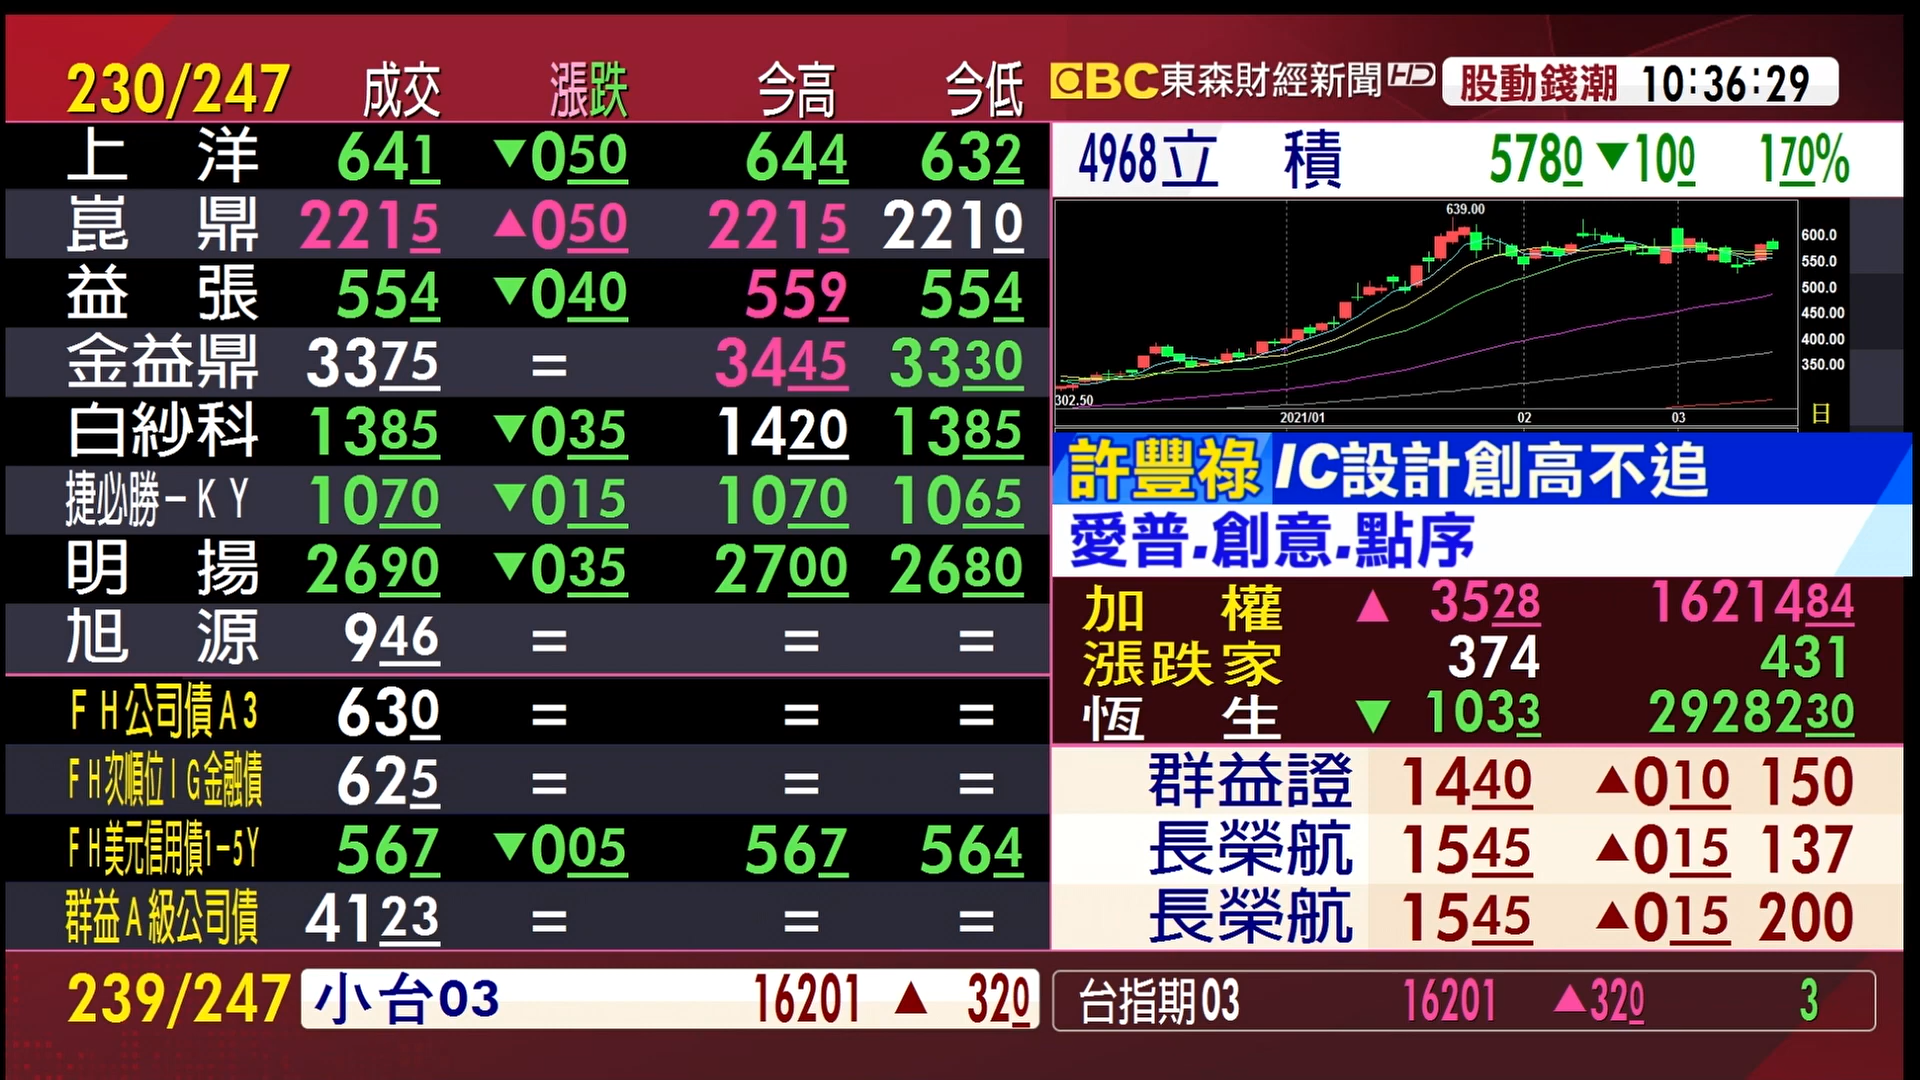 230/247 成交 漲跌 今高 今低
EBC東森財經新聞HD 股動錢潮 10:36:29
上洋 641 ▼050 644 632
崑鼎 2215 ▲050 2215 2210
益張 554 ▼040 559 554
金益鼎 3375 = 3445 3330
白紗科 1385 ▼035 1420 1385
捷必勝-KY 1070 ▼015 1070 1065
明揚 2690 ▼035 2700 2680
旭源 946 = = =
FH公司債A3 630 = = =
FH次順位IG金融債 625 = = =
FH美元信用債1-5Y 567 ▼005 567 564
群益A級公司債 4123 = = =
4968立積 5780 ▼100 170%
639.00
600.0
550.0
500.0
450.00
400.00
350.00
302.50
2021/01 02 03 日
許豐祿 IC設計創高不追
愛普.創意.點序
加權 ▲ 3528 1621484
漲跌家 374 431
恆生 ▼ 1033 2928230
群益證 1440 ▲010 150
長榮航 1545 ▲015 137
長榮航 1545 ▲015 200
239/247 小台03 16201 ▲ 320
台指期03 16201 ▲320 3